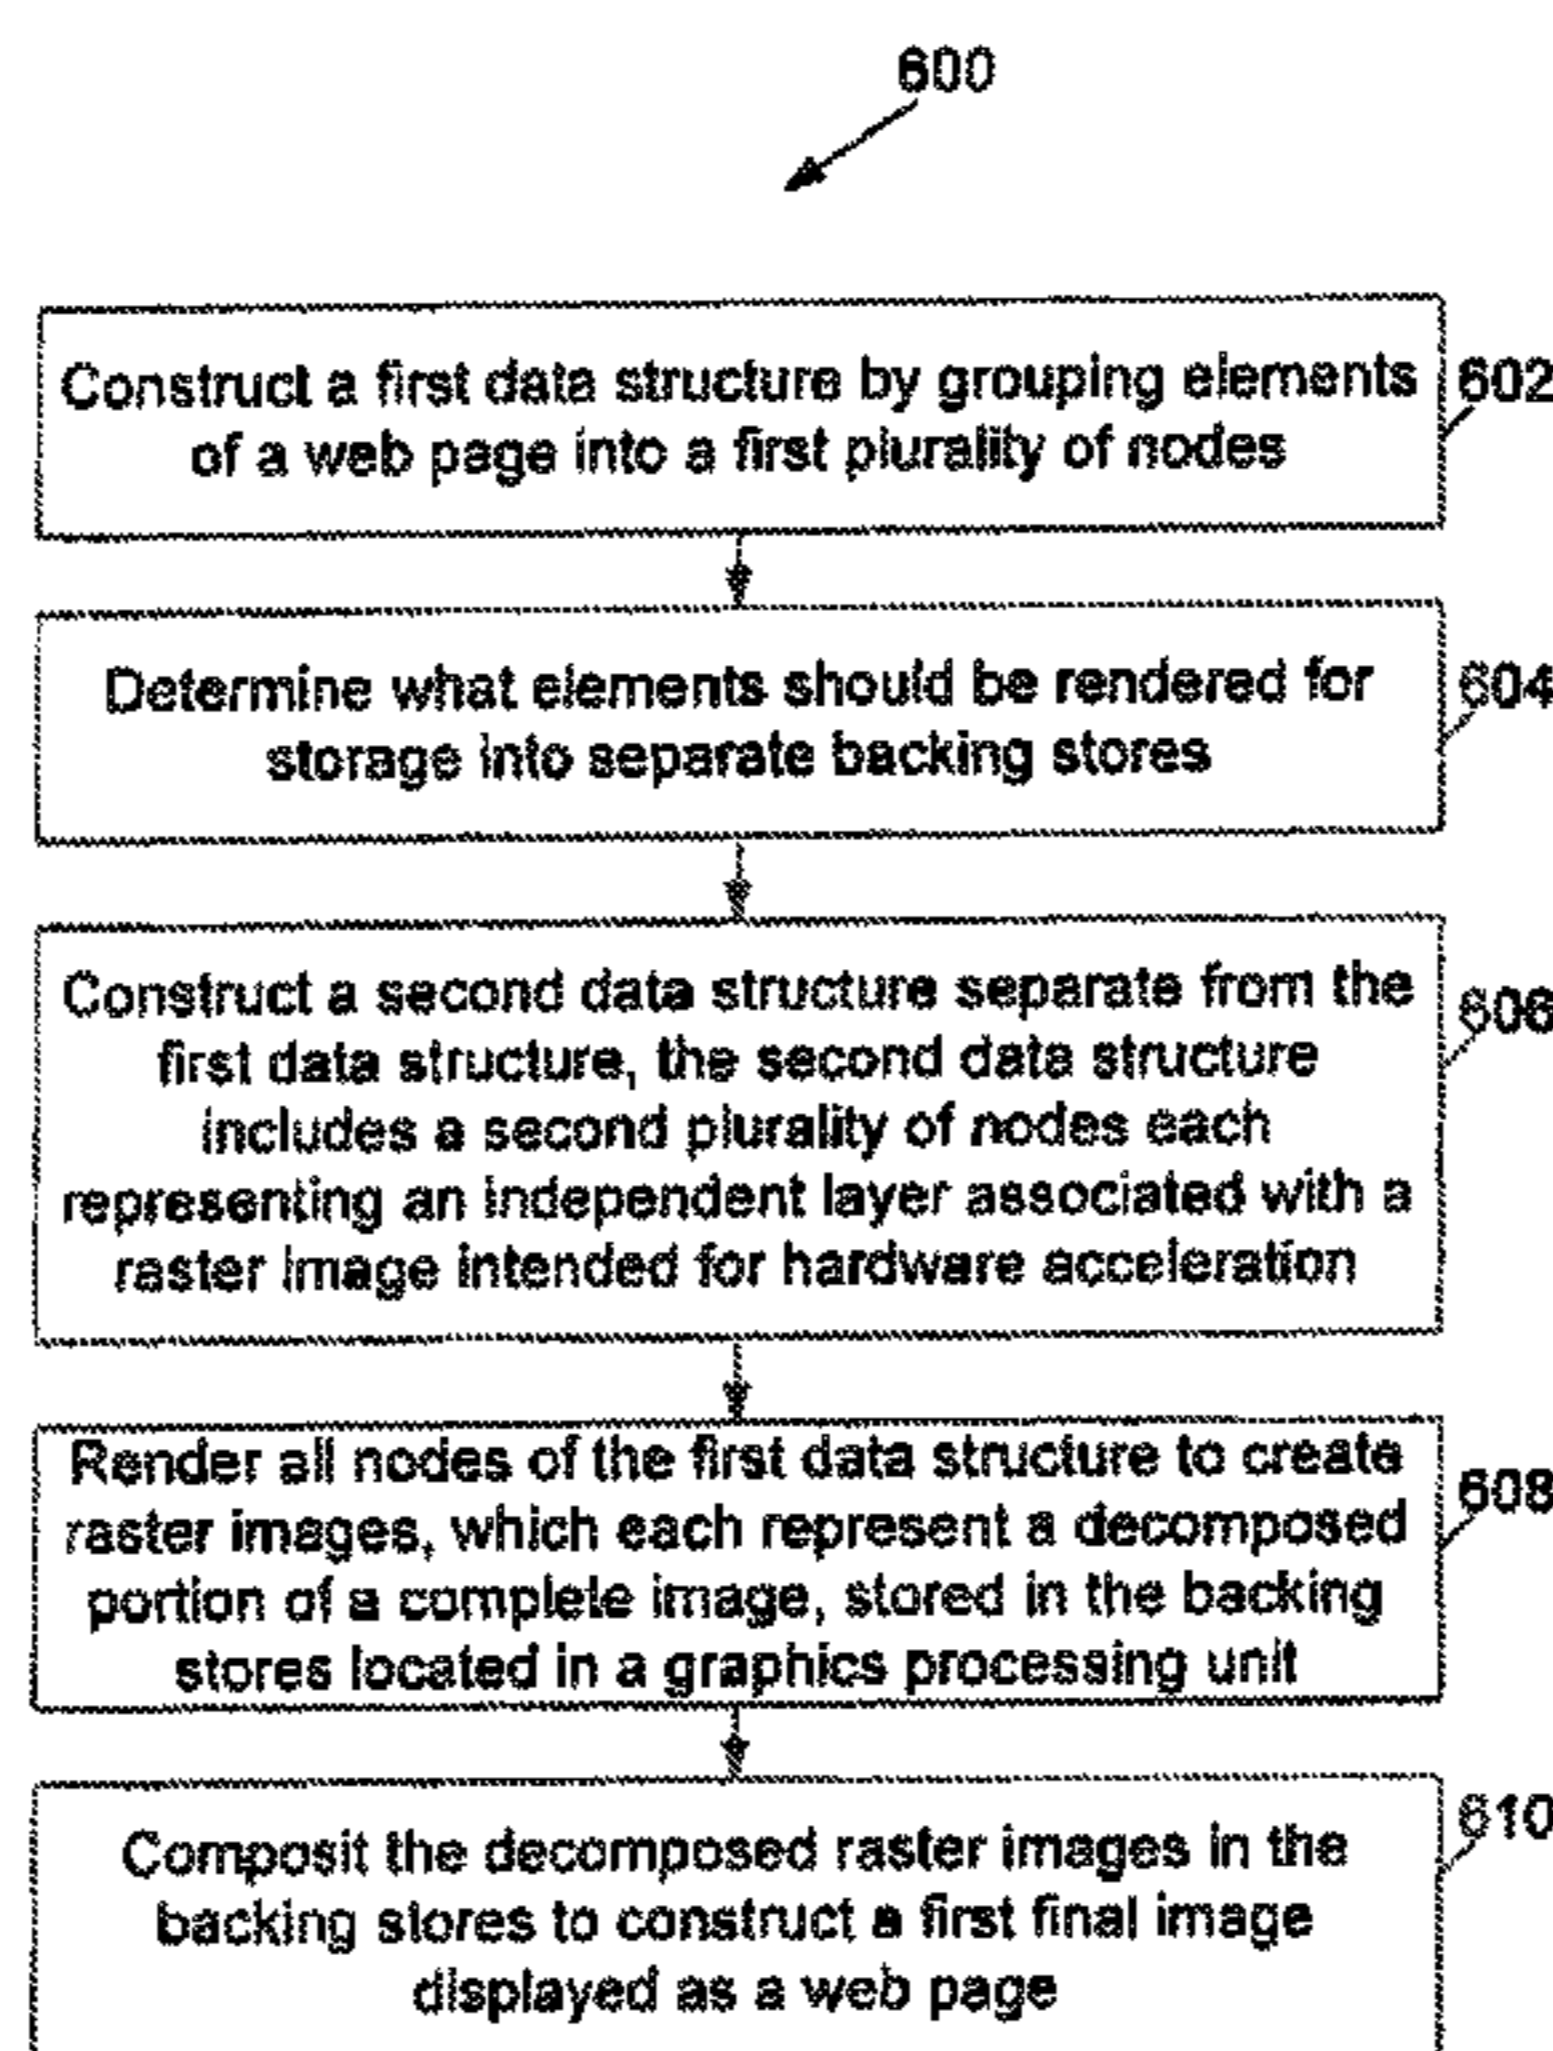 600
Construct a first data structure by grouping elements
of a web page into a first plurality of nodes
602
Determine what elements should be rendered for
storage into separate backing stores
604
Construct a second data structure separate from the
first data structure, the second data structure
includes a second plurality of nodes each
representing an independent layer associated with a
raster image intended for hardware acceleration
606
Render all nodes of the first data structure to create
raster images, which each represent a decomposed
portion of a complete image, stored in the backing
stores located in a graphics processing unit
608
Composit the decomposed raster images in the
backing stores to construct a first final image
displayed as a web page
610